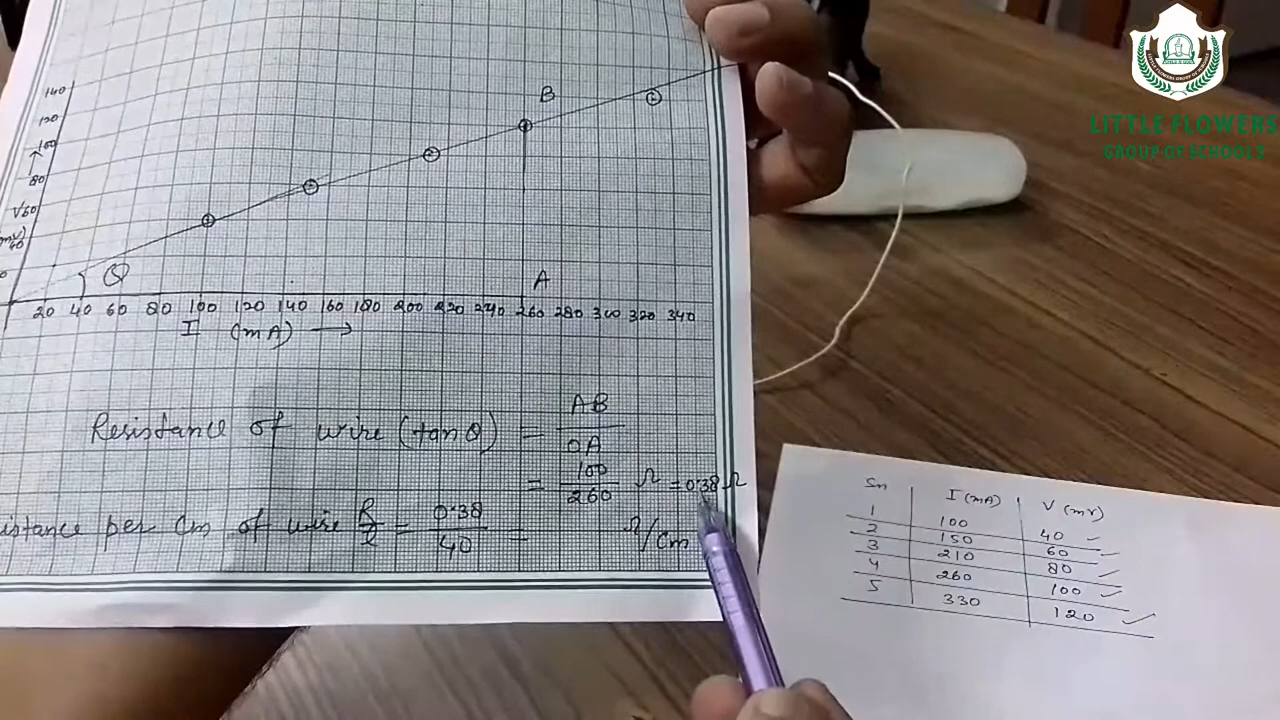 LITTLE FLOWERS
GROUP OF SCHOOLS
140
120
100
80
V 60
(mV)
40
0
B
A
Q
20 40 60 80 100 120 140 160 180 200 220 240 260 280 300 320 340
I (mA) →
Resistance of wire (tanθ) = AB/OA
= 100/260 Ω = 0.38 Ω
istance per cm of wire R/l = 0.38/40 = Ω/cm
Sn I (mA) V (mV)
1 100 40 ✓
2 150 60 ✓
3 210 80 ✓
4 260 100 ✓
5 330 120 ✓